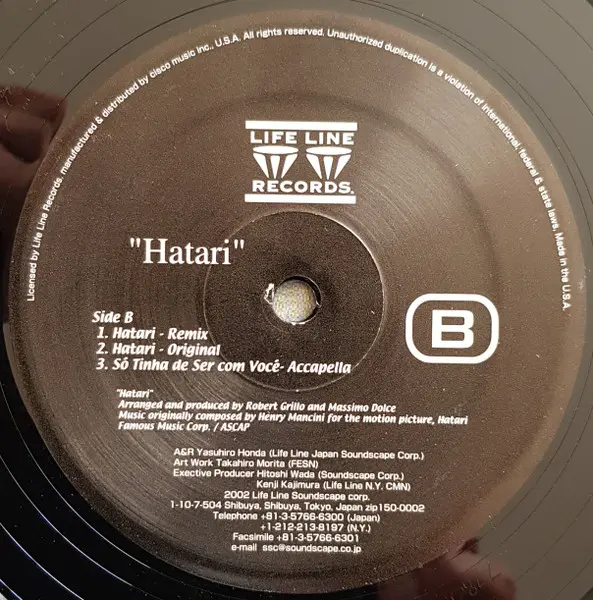 Licensed by Life Line Records, manufactured & distributed by cisco music inc., U.S.A. All rights reserved. Unauthorized duplication is a violation of international, federal & state laws. Made in the U.S.A.
LIFE LINE
RECORDS.
"Hatari"
B
Side B
1. Hatari - Remix
2. Hatari - Original
3. Só Tinha de Ser com Você- Accapella
"Hatari"
Arranged and produced by Robert Grillo and Massimo Dolce
Music originally composed by Henry Mancini for the motion picture, Hatari
Famous Music Corp. / ASCAP
A&R Yasuhiro Honda (Life Line Japan Soundscape Corp.)
Art Work Takahiro Morita (FESN)
Exective Producer Hitoshi Wada (Soundscape Corp.)
Kenji Kajimura (Life Line N.Y. CMN)
2002 Life Line Soundscape corp.
1-10-7-504 Shibuya, Shibuya, Tokyo, Japan zip150-0002
Telephone +81-3-5766-6300 (Japan)
+1-212-213-8197 (N.Y.)
Facsimile +81-3-5766-6301
e-mail ssc@soundscape.co.jp